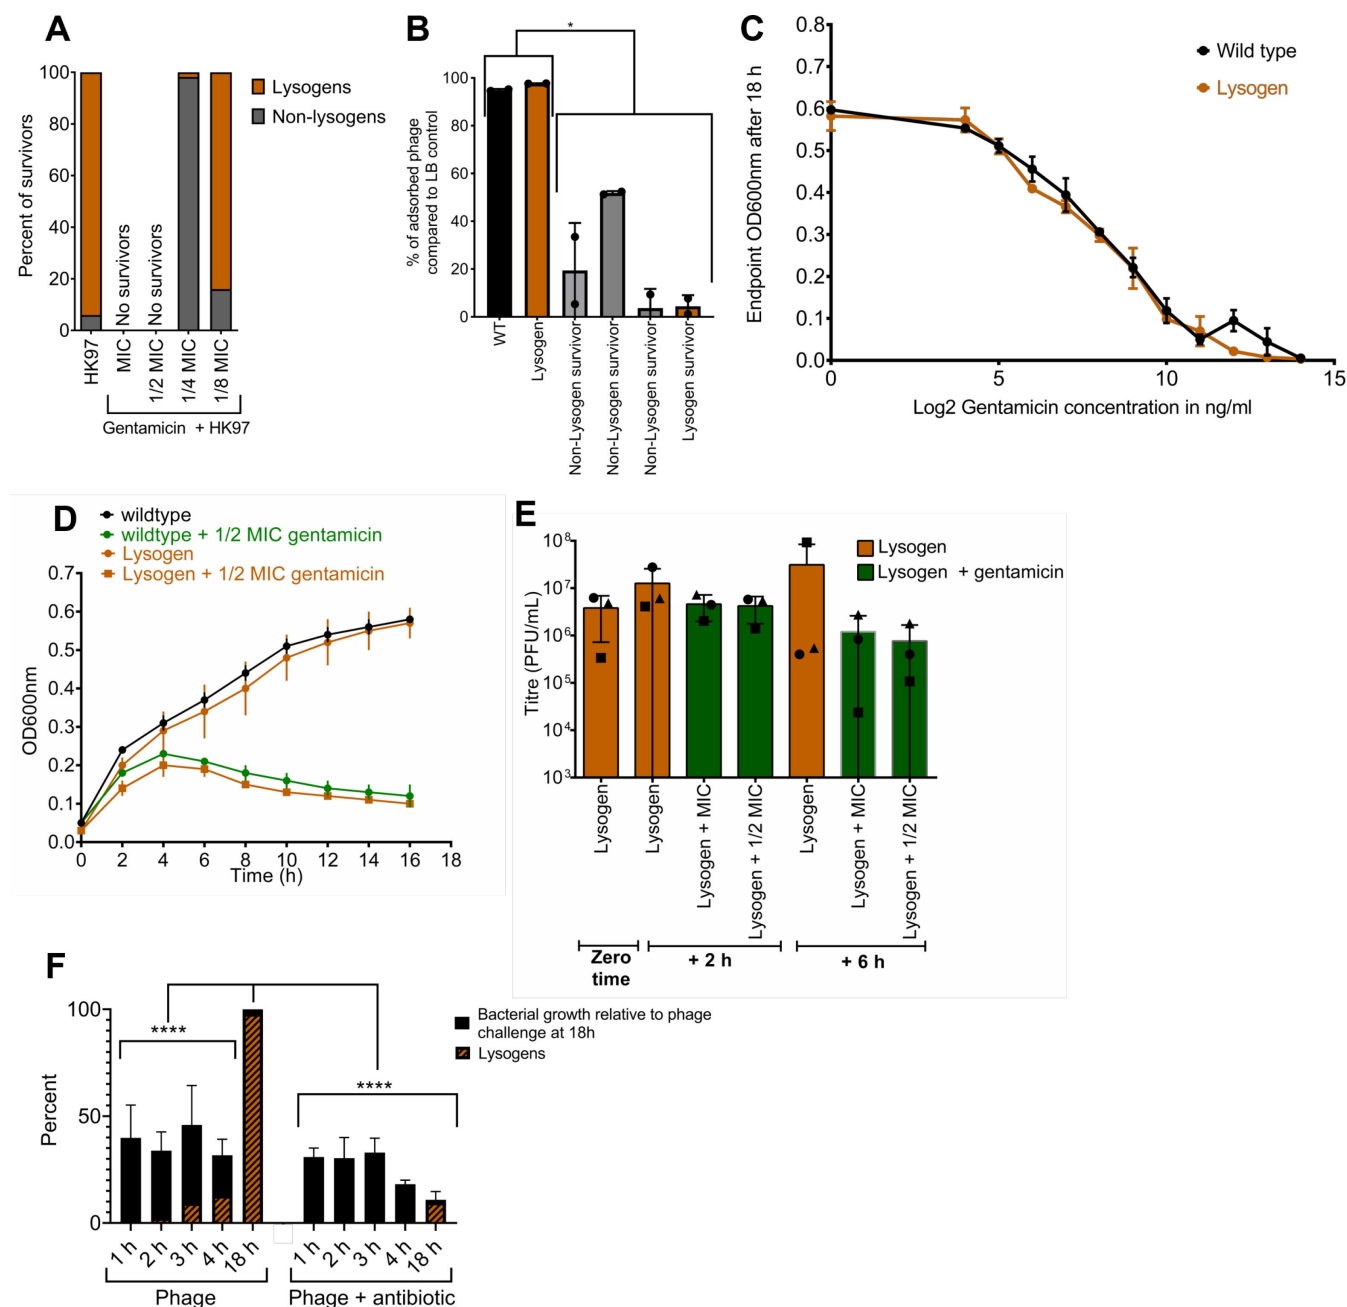 A
Percent of survivors
100
80
60
40
20
0
No survivors
No survivors
HK97
MIC
1/2 MIC
1/4 MIC
1/8 MIC
Gentamicin + HK97
Lysogens
Non-lysogens
B
*
% of adsorbed phage
compared to LB control
100
80
60
40
20
0
WT
Lysogen
Non-Lysogen survivor
Non-Lysogen survivor
Non-Lysogen survivor
Lysogen survivor
C
Endpoint OD600nm after 18 h
0.8
0.7
0.6
0.5
0.4
0.3
0.2
0.1
0.0
0
5
10
15
Log2 Gentamicin concentration in ng/ml
Wild type
Lysogen
D
wildtype
wildtype + 1/2 MIC gentamicin
Lysogen
Lysogen + 1/2 MIC gentamicin
OD600nm
0.7
0.6
0.5
0.4
0.3
0.2
0.1
0.0
0 2 4 6 8 10 12 14 16 18
Time (h)
E
Titre (PFU/mL)
10⁸
10⁷
10⁶
10⁵
10⁴
10³
Lysogen
Lysogen + gentamicin
Lysogen
Lysogen
Lysogen + MIC
Lysogen + 1/2 MIC
Lysogen
Lysogen + MIC
Lysogen + 1/2 MIC
Zero
time
+ 2 h
+ 6 h
F
Percent
100
50
0
****
****
Bacterial growth relative to phage
challenge at 18h
Lysogens
1 h
2 h
3 h
4 h
18 h
1 h
2 h
3 h
4 h
18 h
Phage
Phage + antibiotic